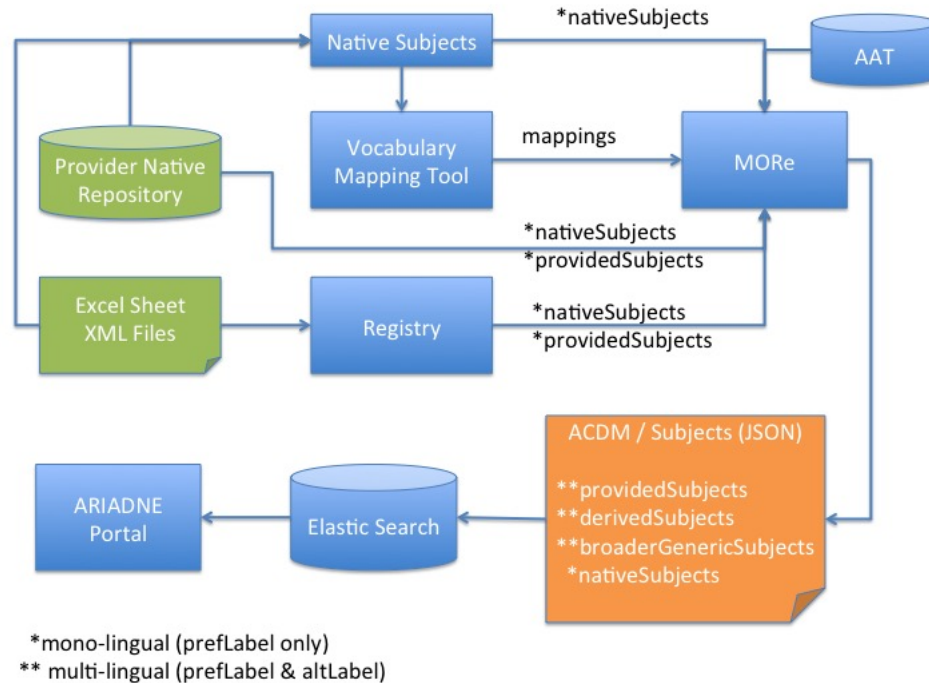 *nativeSubjects
Native Subjects
AAT
Provider Native
Repository
Vocabulary
Mapping Tool
mappings
MORe
*nativeSubjects
*providedSubjects
Excel Sheet
XML Files
Registry
*nativeSubjects
*providedSubjects
ACDM / Subjects (JSON)
**providedSubjects
**derivedSubjects
**broaderGenericSubjects
*nativeSubjects
ARIADNE
Portal
Elastic Search
*mono-lingual (prefLabel only)
** multi-lingual (prefLabel & altLabel)